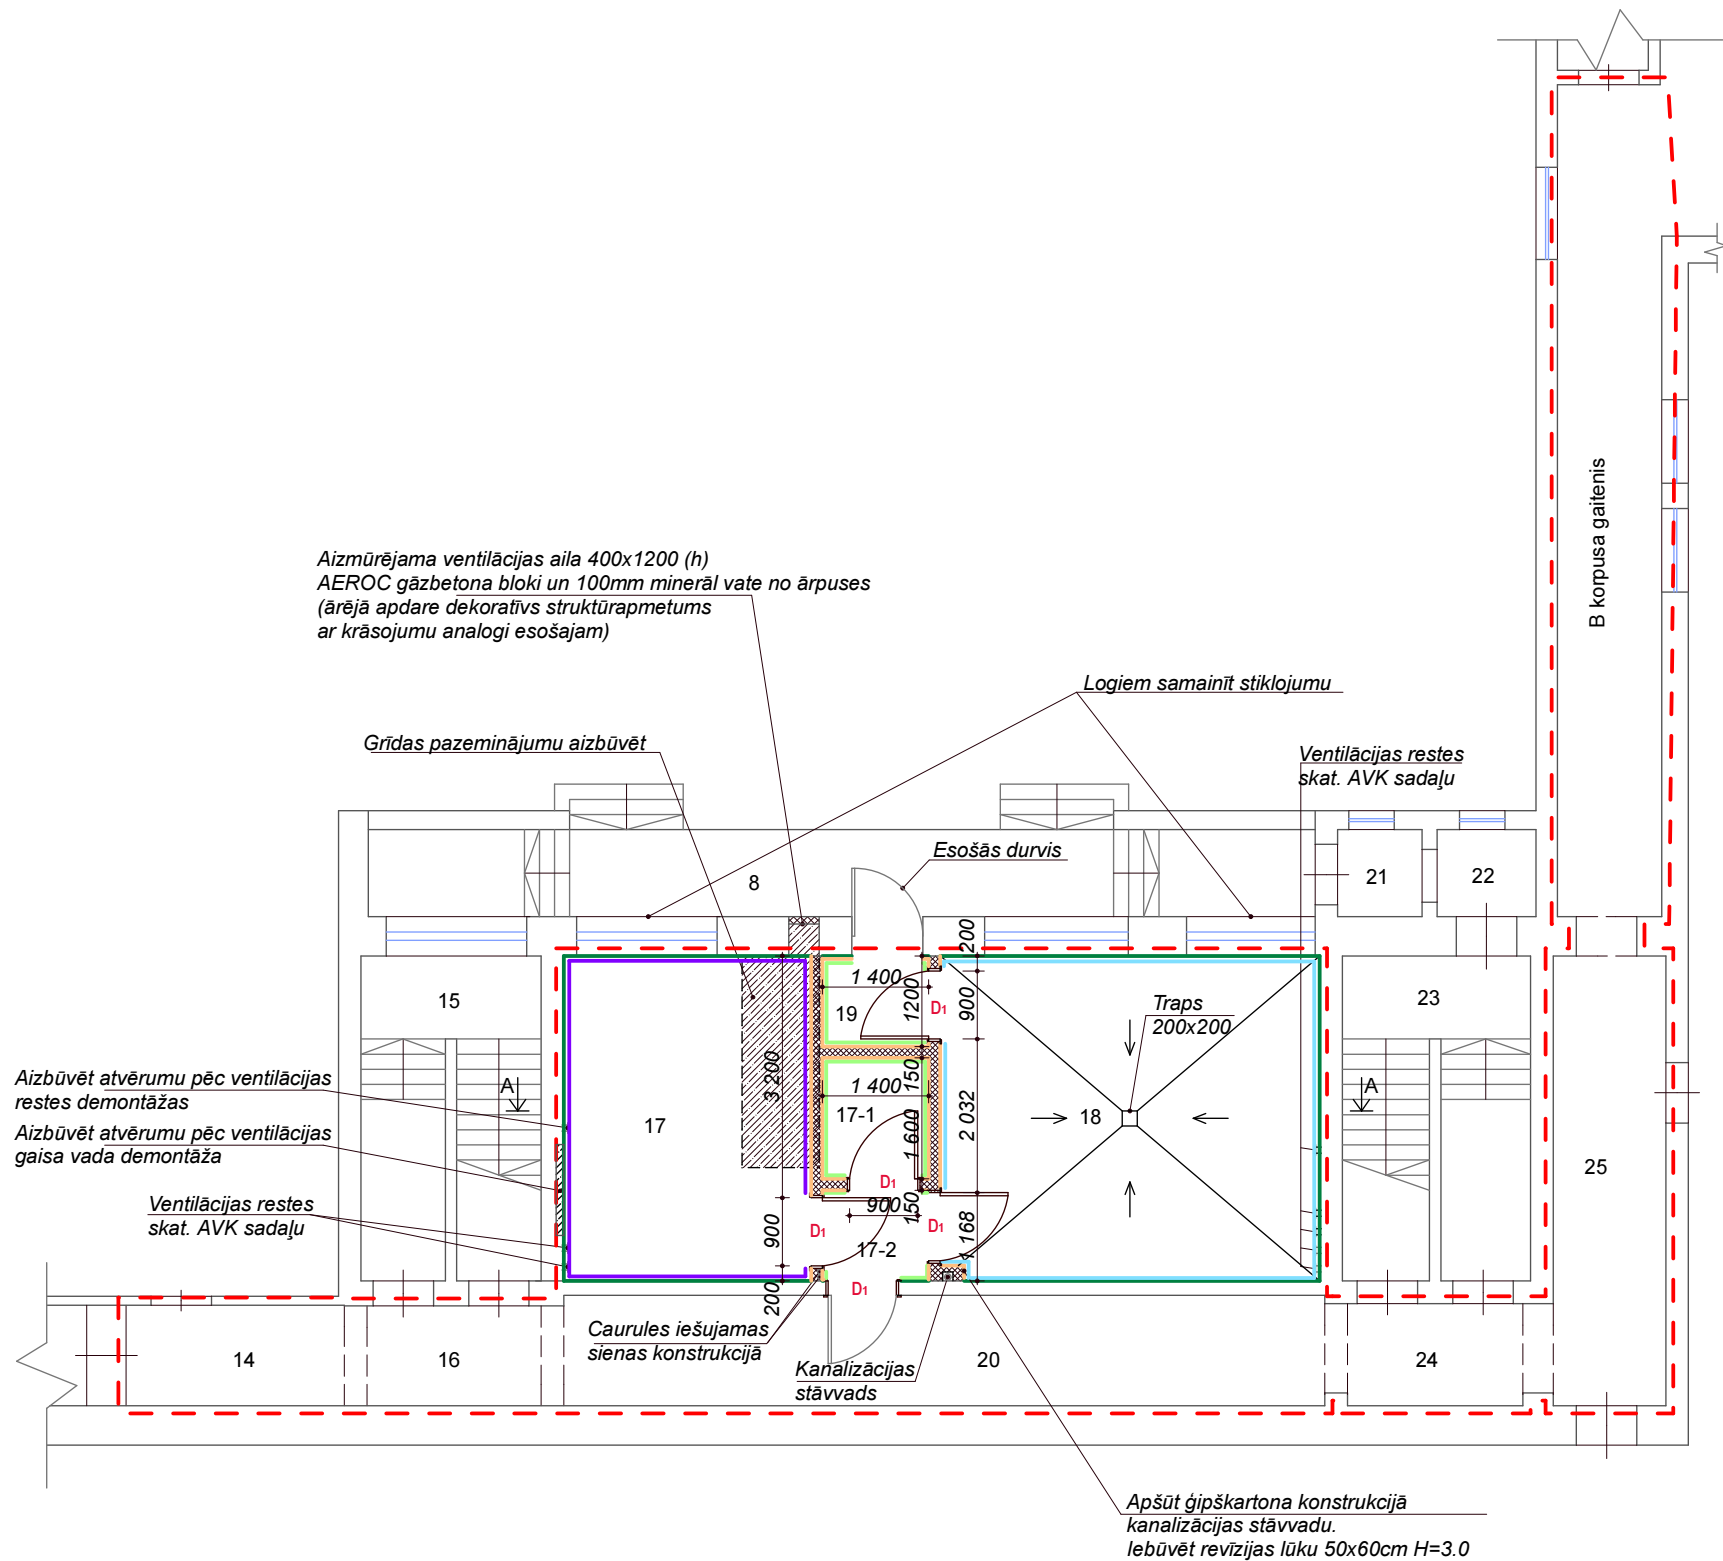 B korpusa gaitenis
Aizmūrējama ventilācijas aila 400x1200 (h)
AEROC gāzbetona bloki un 100mm minerāl vate no ārpuses
(ārējā apdare dekoratīvs struktūrapmetums
ar krāsojumu analogi esošajam)
Logiem samainīt stiklojumu
Grīdas pazeminājumu aizbūvēt
Ventilācijas restes
skat. AVK sadaļu
Esošās durvis
8
21
22
200
1 400
1200
900
D1
15
19
23
Traps
200x200
3 200
150
1 400
A
A
Aizbūvēt atvērumu pēc ventilācijas
restes demontāžas
Aizbūvēt atvērumu pēc ventilācijas
gaisa vada demontāža
17
17-1
1 600
2 032
18
25
D1
900
150
Ventilācijas restes
skat. AVK sadaļu
900
D1
D1
1 168
17-2
D1
200
Caurules iešujamas
sienas konstrukcijā
14
16
20
24
Kanalizācijas
stāvvads
Apšūt ģipškartona konstrukcijā
kanalizācijas stāvvadu.
Iebūvēt revīzijas lūku 50x60cm H=3.0